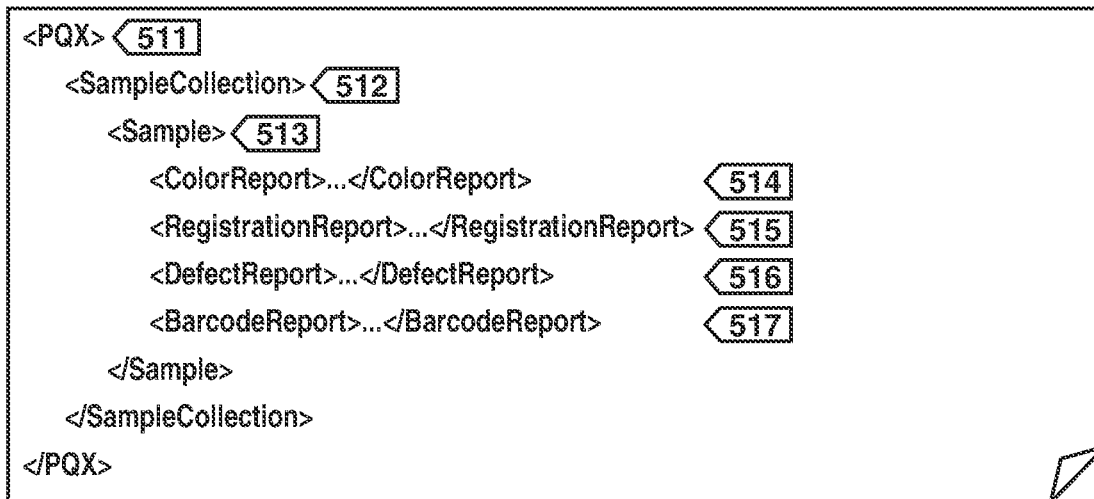 <PQX> 511
<SampleCollection> 512
<Sample> 513
<ColorReport>...</ColorReport> 514
<RegistrationReport>...</RegistrationReport> 515
<DefectReport>...</DefectReport> 516
<BarcodeReport>...</BarcodeReport> 517
</Sample>
</SampleCollection>
</PQX>